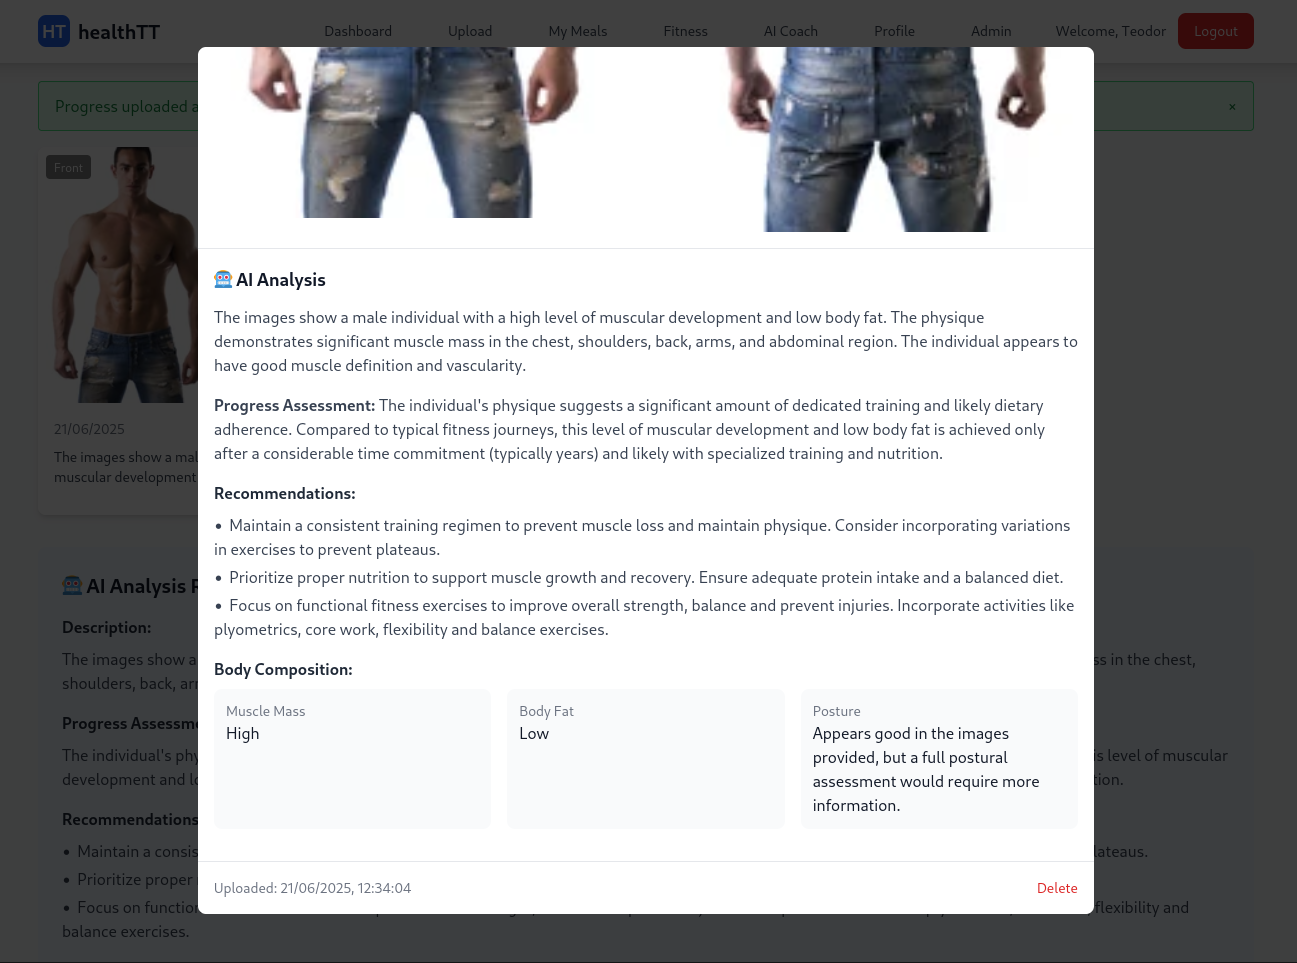 HT healthTT
Dashboard
Upload
My Meals
Fitness
AI Coach
Profile
Admin
Welcome, Teodor
Logout
Progress uploaded a
×
Front
21/06/2025
The images show a mal
muscular development
AI Analysis
The images show a male individual with a high level of muscular development and low body fat. The physique
demonstrates significant muscle mass in the chest, shoulders, back, arms, and abdominal region. The individual appears to
have good muscle definition and vascularity.
Progress Assessment: The individual's physique suggests a significant amount of dedicated training and likely dietary
adherence. Compared to typical fitness journeys, this level of muscular development and low body fat is achieved only
after a considerable time commitment (typically years) and likely with specialized training and nutrition.
Recommendations:
• Maintain a consistent training regimen to prevent muscle loss and maintain physique. Consider incorporating variations
in exercises to prevent plateaus.
• Prioritize proper nutrition to support muscle growth and recovery. Ensure adequate protein intake and a balanced diet.
• Focus on functional fitness exercises to improve overall strength, balance and prevent injuries. Incorporate activities like
plyometrics, core work, flexibility and balance exercises.
Body Composition:
Muscle Mass
High
Body Fat
Low
Posture
Appears good in the images
provided, but a full postural
assessment would require more
information.
Uploaded: 21/06/2025, 12:34:04
Delete
AI Analysis R
Description:
The images show a
ss in the chest,
shoulders, back, arr
Progress Assessme
The individual's phy
is level of muscular
development and lo
tion.
Recommendations
• Maintain a consis
lateaus.
• Prioritize proper
• Focus on function
flexibility and
balance exercises.